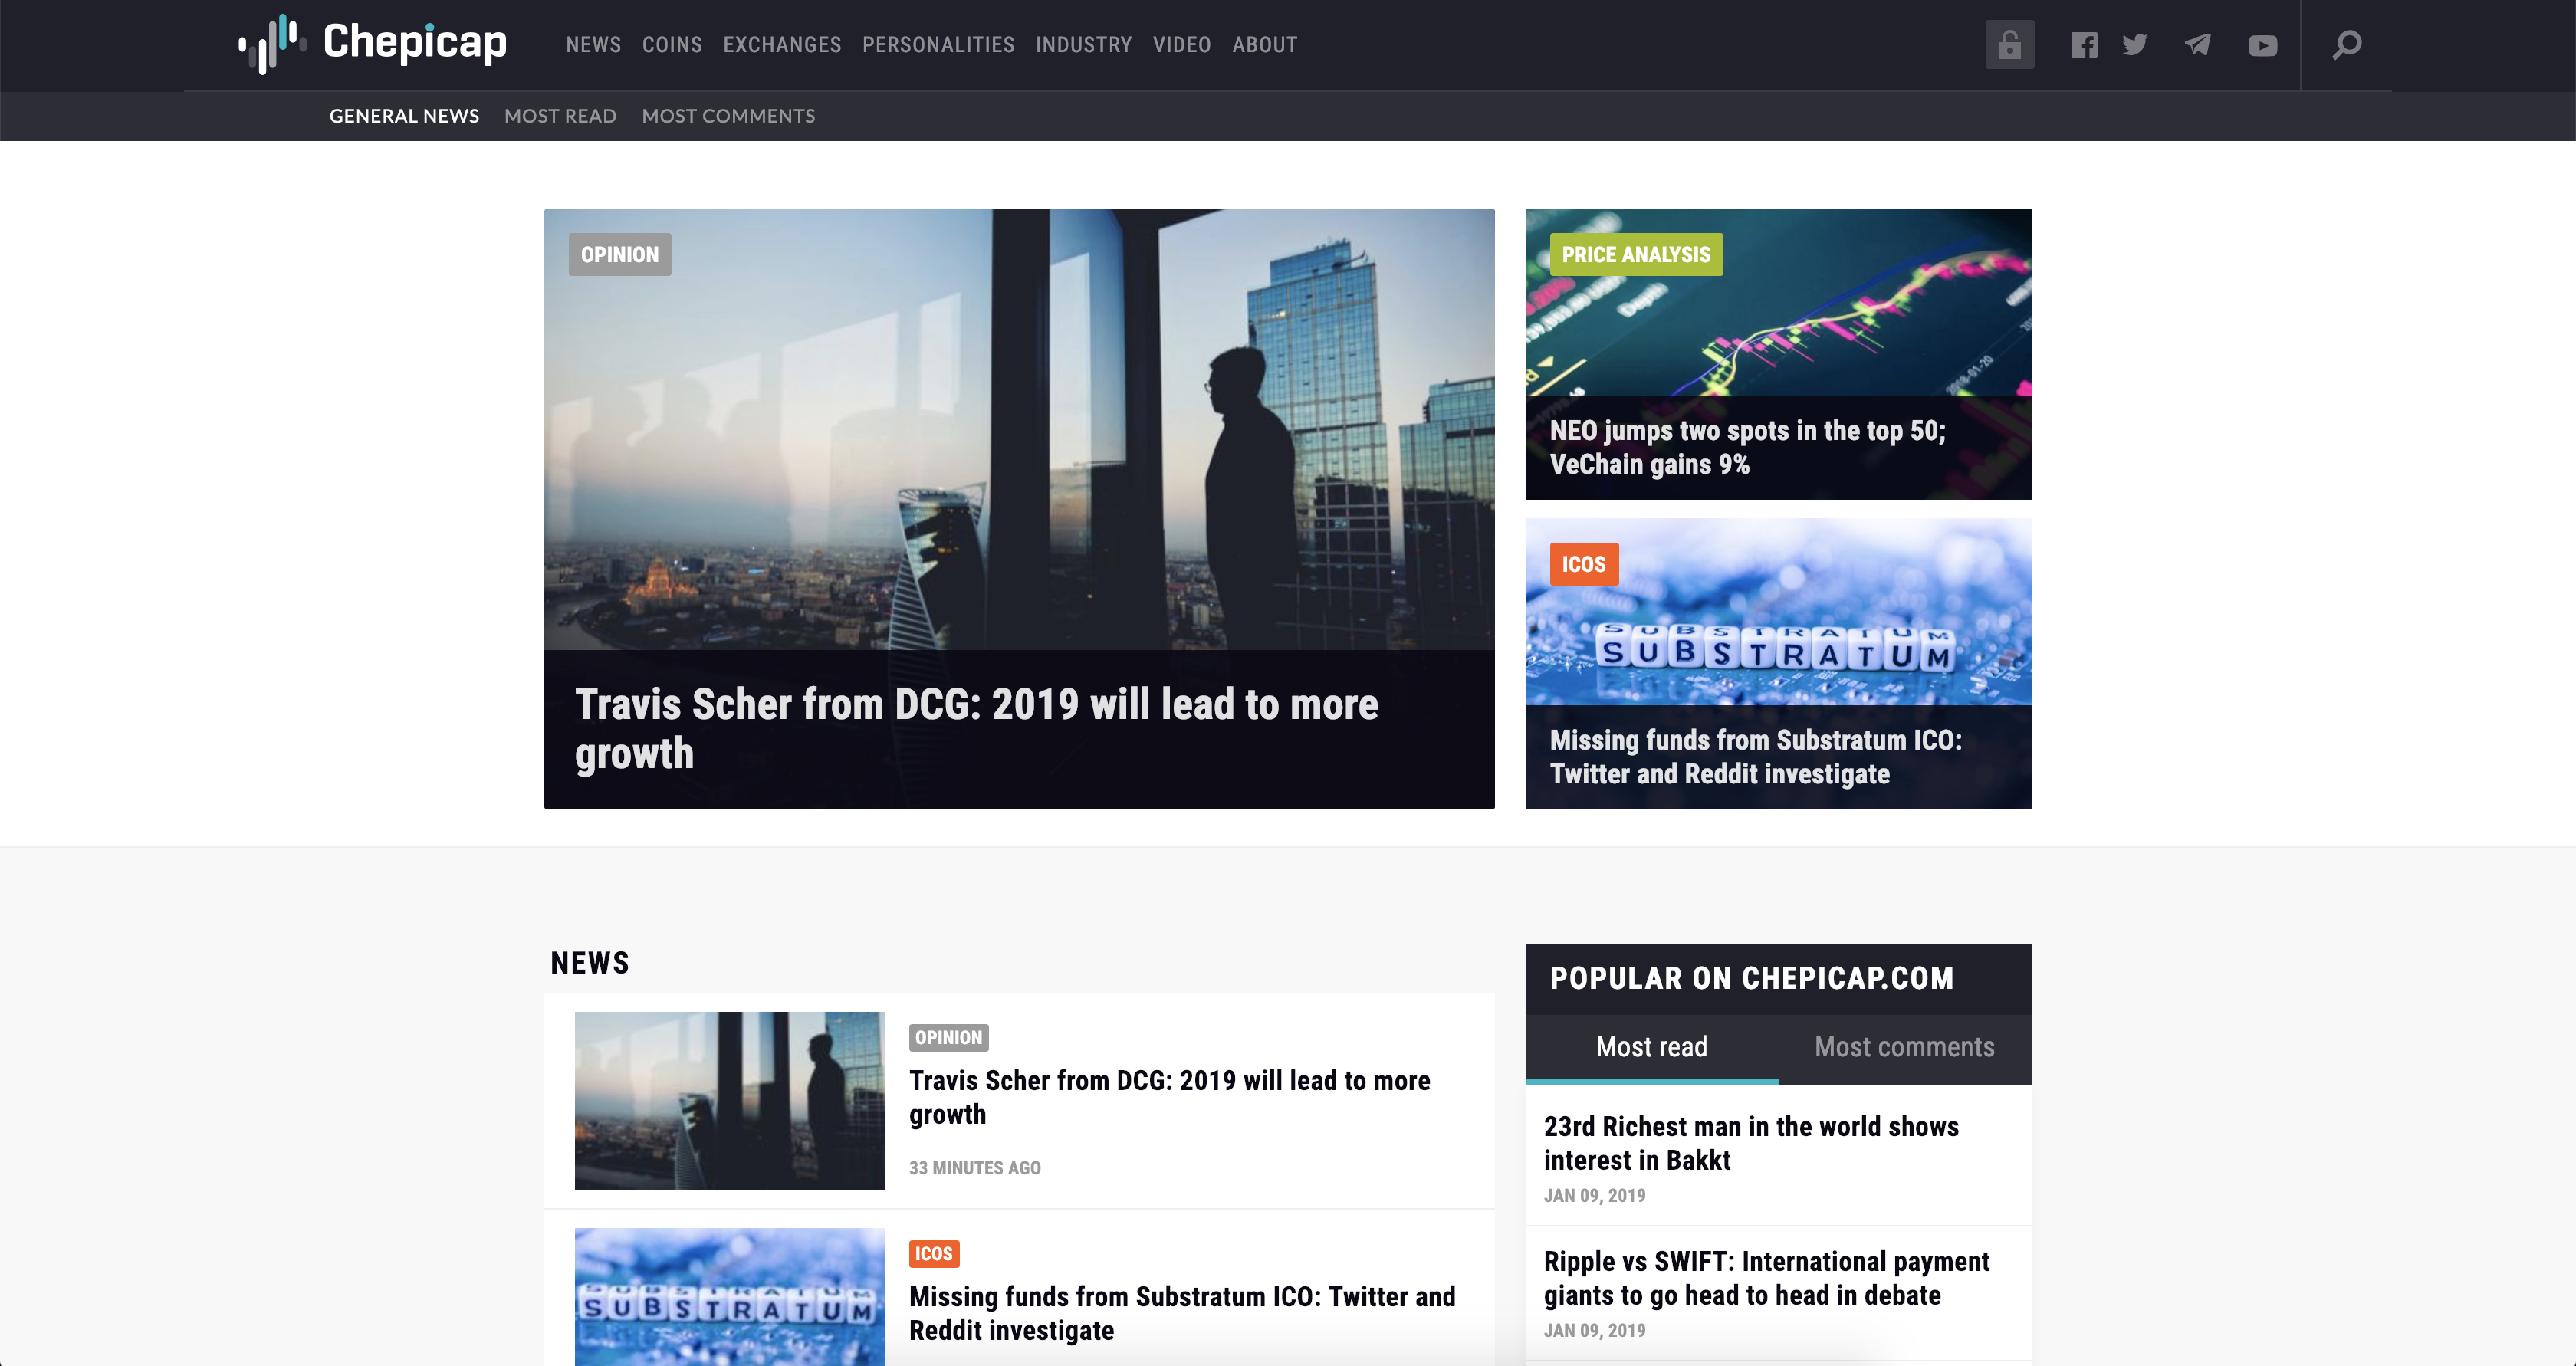 Chepicap
NEWS COINS EXCHANGES PERSONALITIES INDUSTRY VIDEO ABOUT
GENERAL NEWS MOST READ MOST COMMENTS
OPINION
Travis Scher from DCG: 2019 will lead to more
growth
PRICE ANALYSIS
Depth
2018-01-20
NEO jumps two spots in the top 50;
VeChain gains 9%
ICOS
SUBSTRATUM
Missing funds from Substratum ICO:
Twitter and Reddit investigate
NEWS
OPINION
Travis Scher from DCG: 2019 will lead to more
growth
33 MINUTES AGO
SUBSTRATUM
ICOS
Missing funds from Substratum ICO: Twitter and
Reddit investigate
POPULAR ON CHEPICAP.COM
Most read Most comments
23rd Richest man in the world shows
interest in Bakkt
JAN 09, 2019
Ripple vs SWIFT: International payment
giants to go head to head in debate
JAN 09, 2019